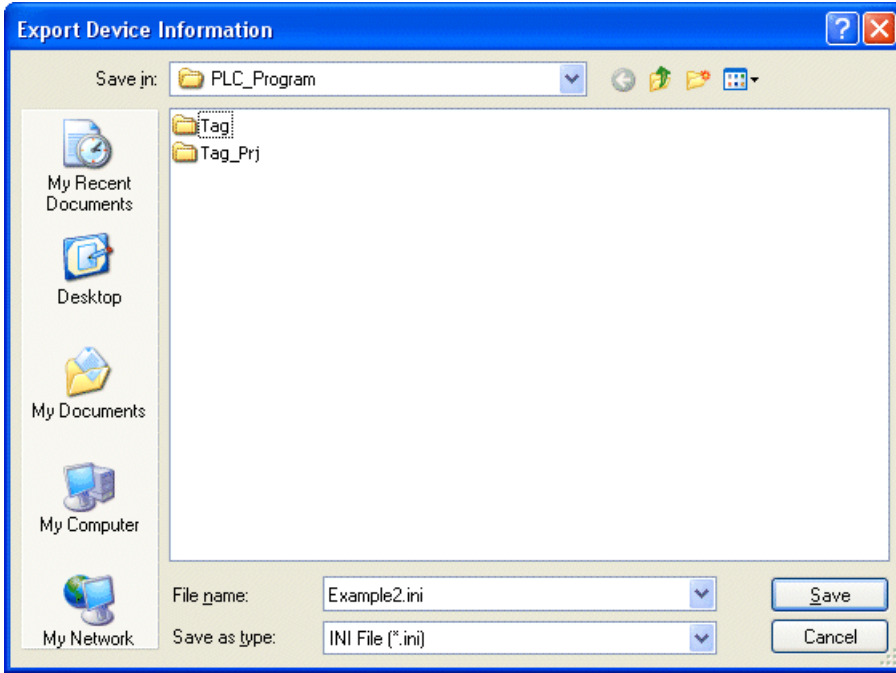 Export Device Information
Save in: PLC_Program
Tag
Tag_Prj
My Recent
Documents
Desktop
My Documents
My Computer
My Network
File name: Example2.ini Save
Save as type: INI File (*.ini) Cancel